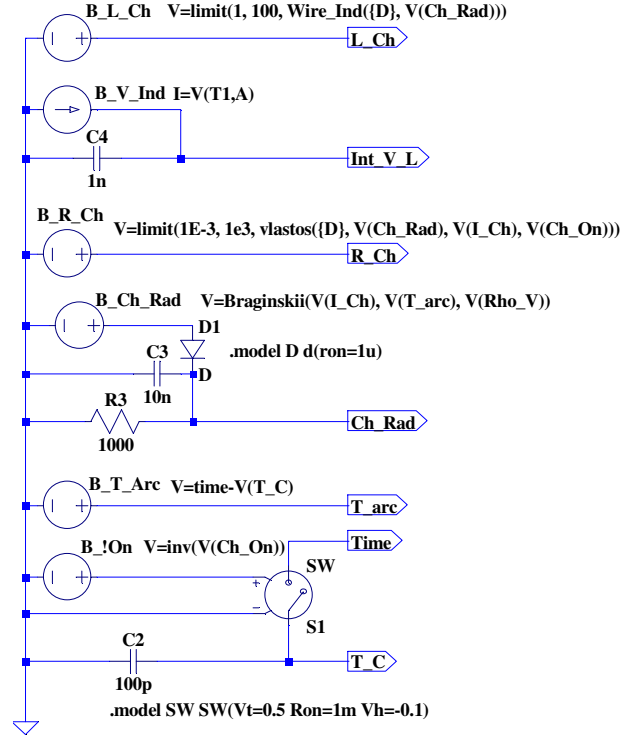 B_L_Ch V=limit(1, 100, Wire_Ind({D}, V(Ch_Rad)))
L_Ch
B_V_Ind I=V(T1,A)
C4
Int_V_L
1n
B_R_Ch
V=limit(1E-3, 1e3, vlastos({D}, V(Ch_Rad), V(I_Ch), V(Ch_On)))
R_Ch
B_Ch_Rad V=Braginskii(V(I_Ch), V(T_arc), V(Rho_V))
D1
C3 .model D d(ron=1u)
D
10n
R3
Ch_Rad
1000
B_T_Arc V=time-V(T_C)
T_arc
Time
B_!On V=inv(V(Ch_On))
SW
S1
C2
T_C
100p
.model SW SW(Vt=0.5 Ron=1m Vh=-0.1)